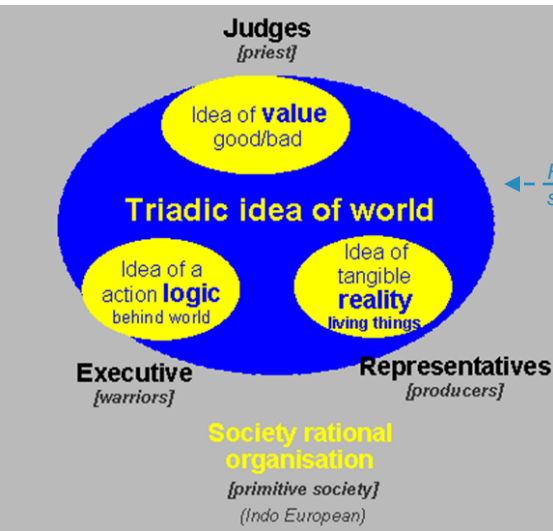 Judges
[priest]
Idea of value
good/bad
Triadic idea of world
Idea of a
action logic
behind world
Idea of
tangible
reality
living things
Executive
[warriors]
Representatives
[producers]
Society rational
organisation
[primitive society]
(Indo European)